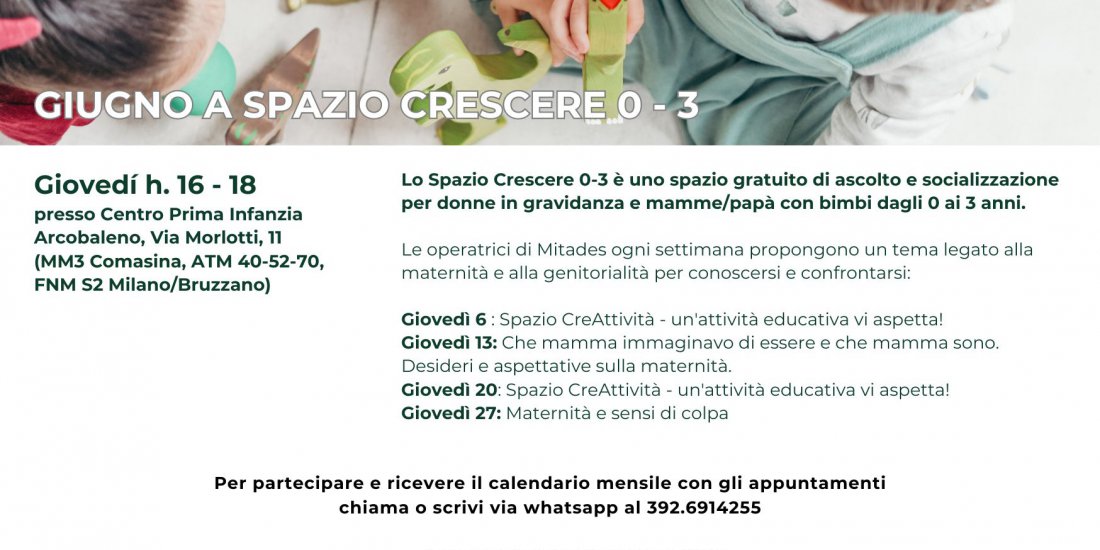 GIUGNO A SPAZIO CRESCERE 0 - 3
Giovedí h. 16 - 18
presso Centro Prima Infanzia
Arcobaleno, Via Morlotti, 11
(MM3 Comasina, ATM 40-52-70,
FNM S2 Milano/Bruzzano)
Lo Spazio Crescere 0-3 è uno spazio gratuito di ascolto e socializzazione
per donne in gravidanza e mamme/papà con bimbi dagli 0 ai 3 anni.
Le operatrici di Mitades ogni settimana propongono un tema legato alla
maternità e alla genitorialità per conoscersi e confrontarsi:
Giovedì 6 : Spazio CreAttività - un'attività educativa vi aspetta!
Giovedì 13: Che mamma immaginavo di essere e che mamma sono.
Desideri e aspettative sulla maternità.
Giovedì 20: Spazio CreAttività - un'attività educativa vi aspetta!
Giovedì 27: Maternità e sensi di colpa
Per partecipare e ricevere il calendario mensile con gli appuntamenti
chiama o scrivi via whatsapp al 392.6914255